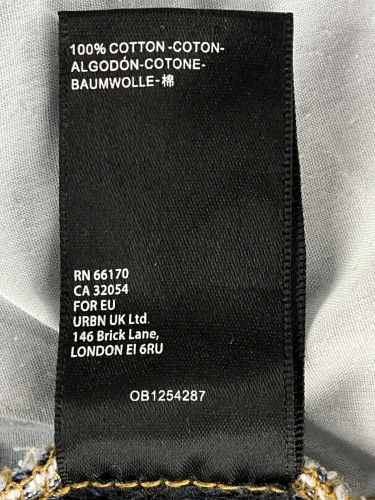 100% COTTON -COTON-
ALGODÓN-COTONE-
BAUMWOLLE-棉
RN 66170
CA 32054
FOR EU
URBN UK Ltd.
146 Brick Lane,
LONDON EI 6RU
OB1254287